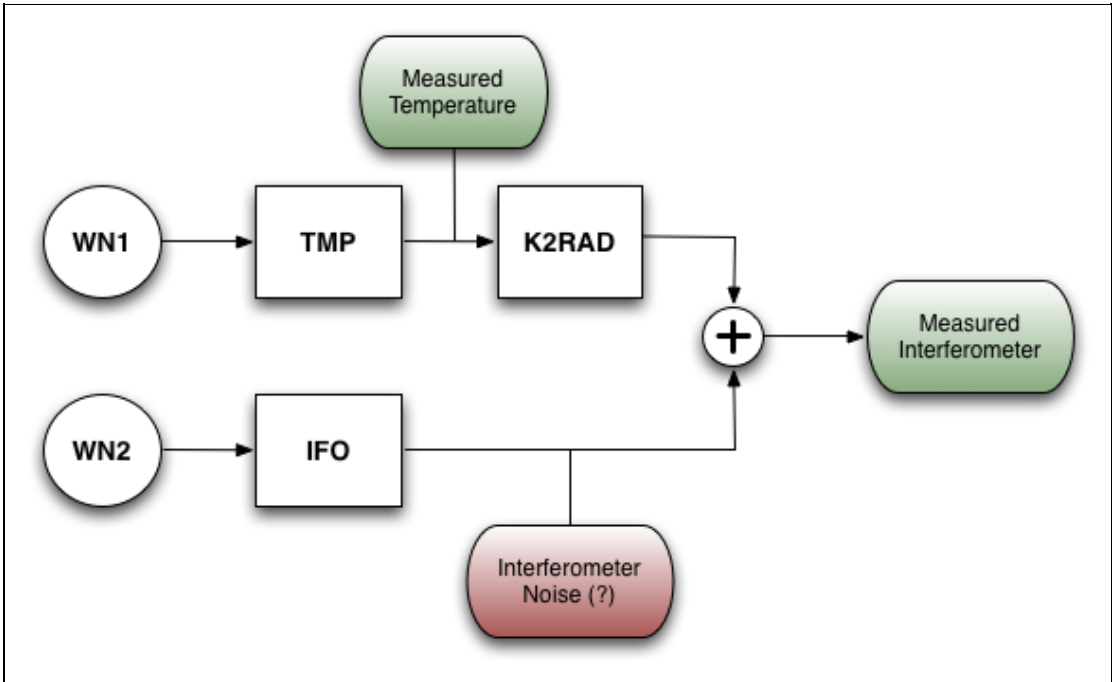 Measured
Temperature
WN1
TMP
K2RAD
+
Measured
Interferometer
WN2
IFO
Interferometer
Noise (?)